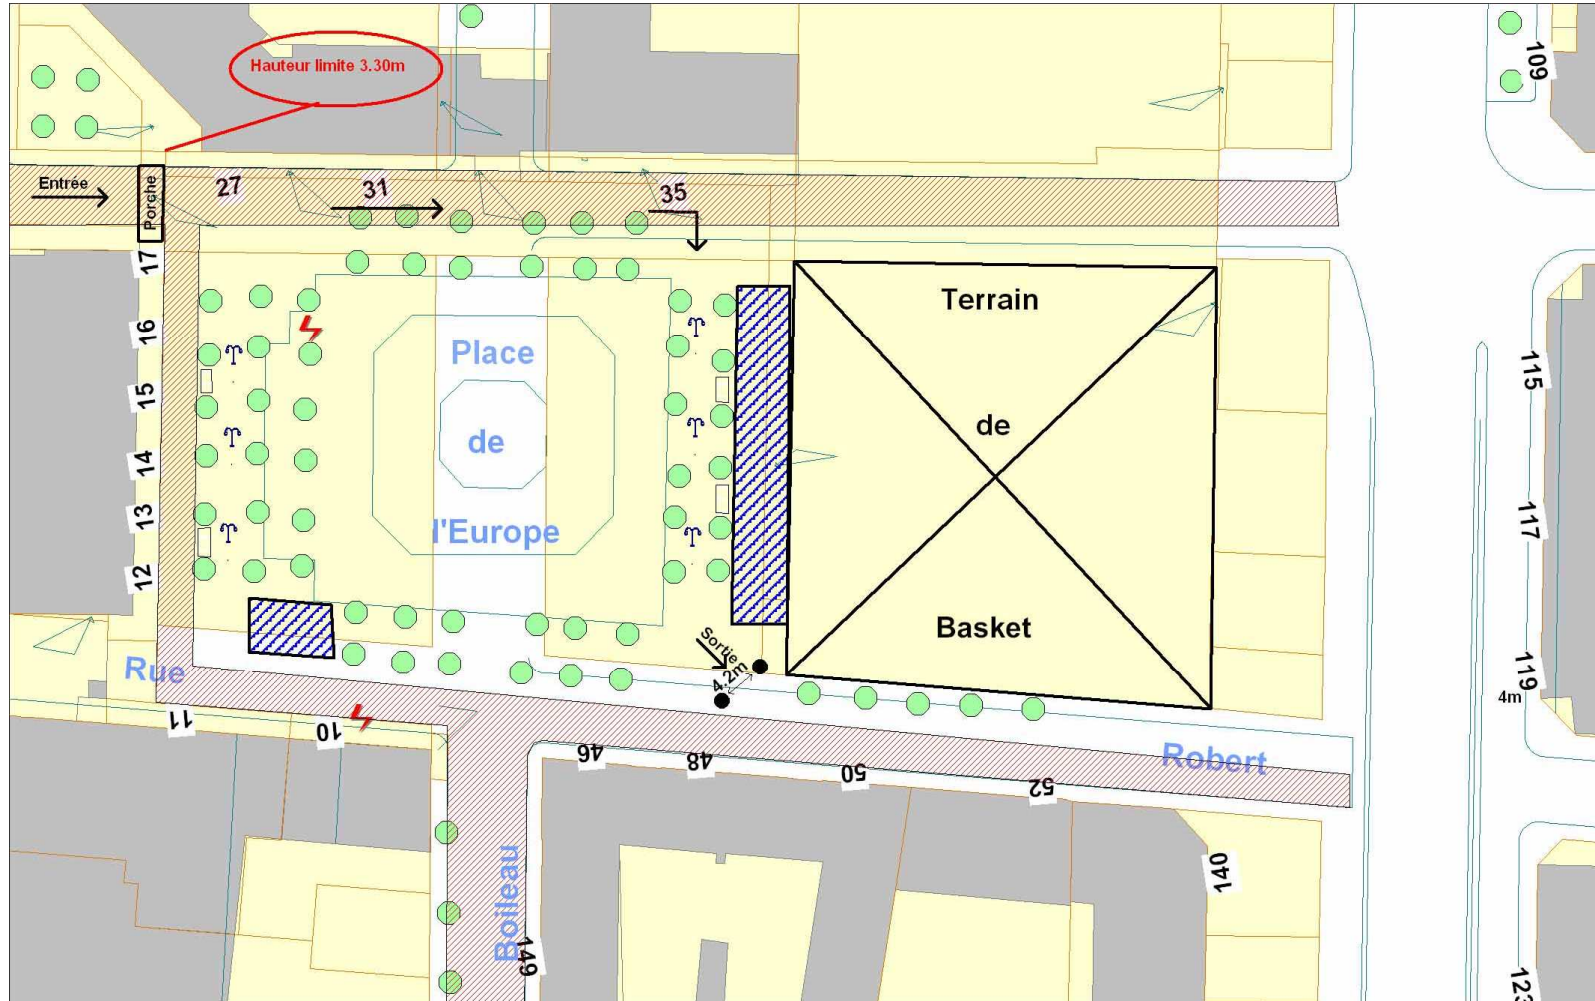 Hauteur limite 3.30m
109
Entrée
Porche
27
31
35
17
16
15
14
13
12
Place
de
l'Europe
Terrain
de
Basket
115
117
119
4m
Sortie
4.2m
Rue
Robert
11
10
46
48
50
52
140
Boileau
149
123